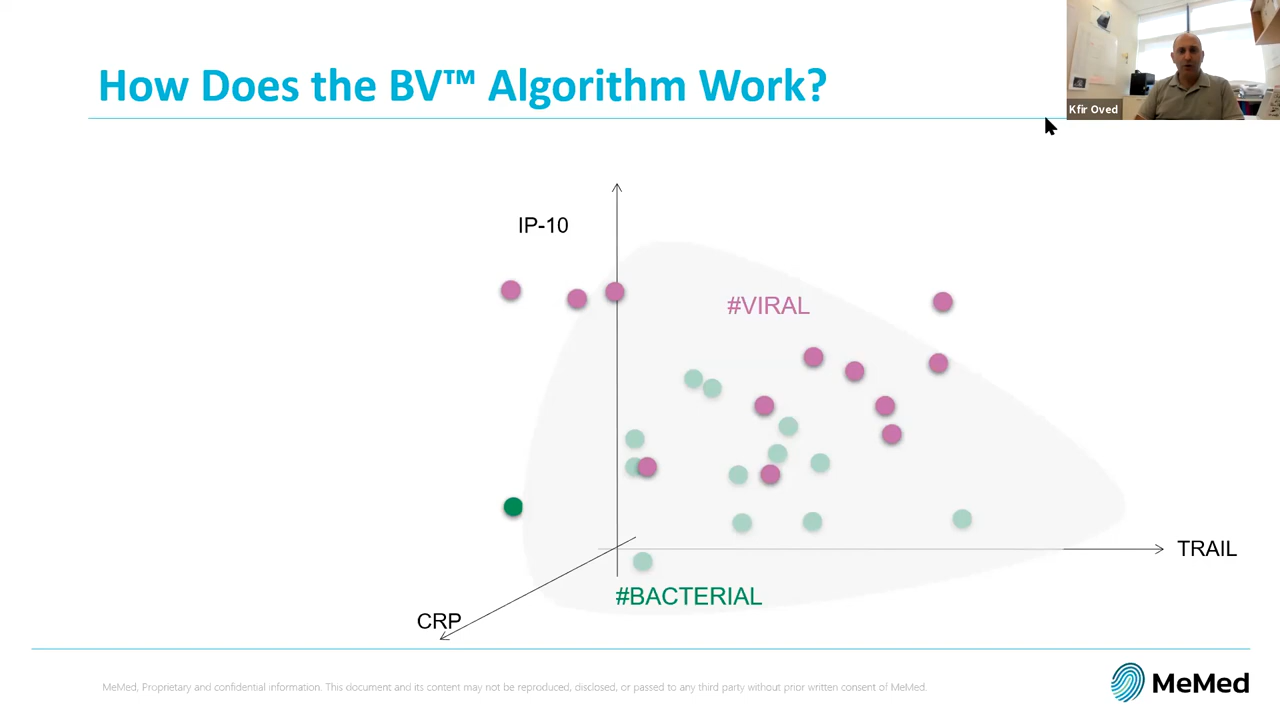 How Does the BV™ Algorithm Work?
Kfir Oved
IP-10
#VIRAL
TRAIL
#BACTERIAL
CRP
MeMed, Proprietary and confidential information. This document and its content may not be reproduced, disclosed, or passed to any third party without prior written consent of MeMed.
MeMed